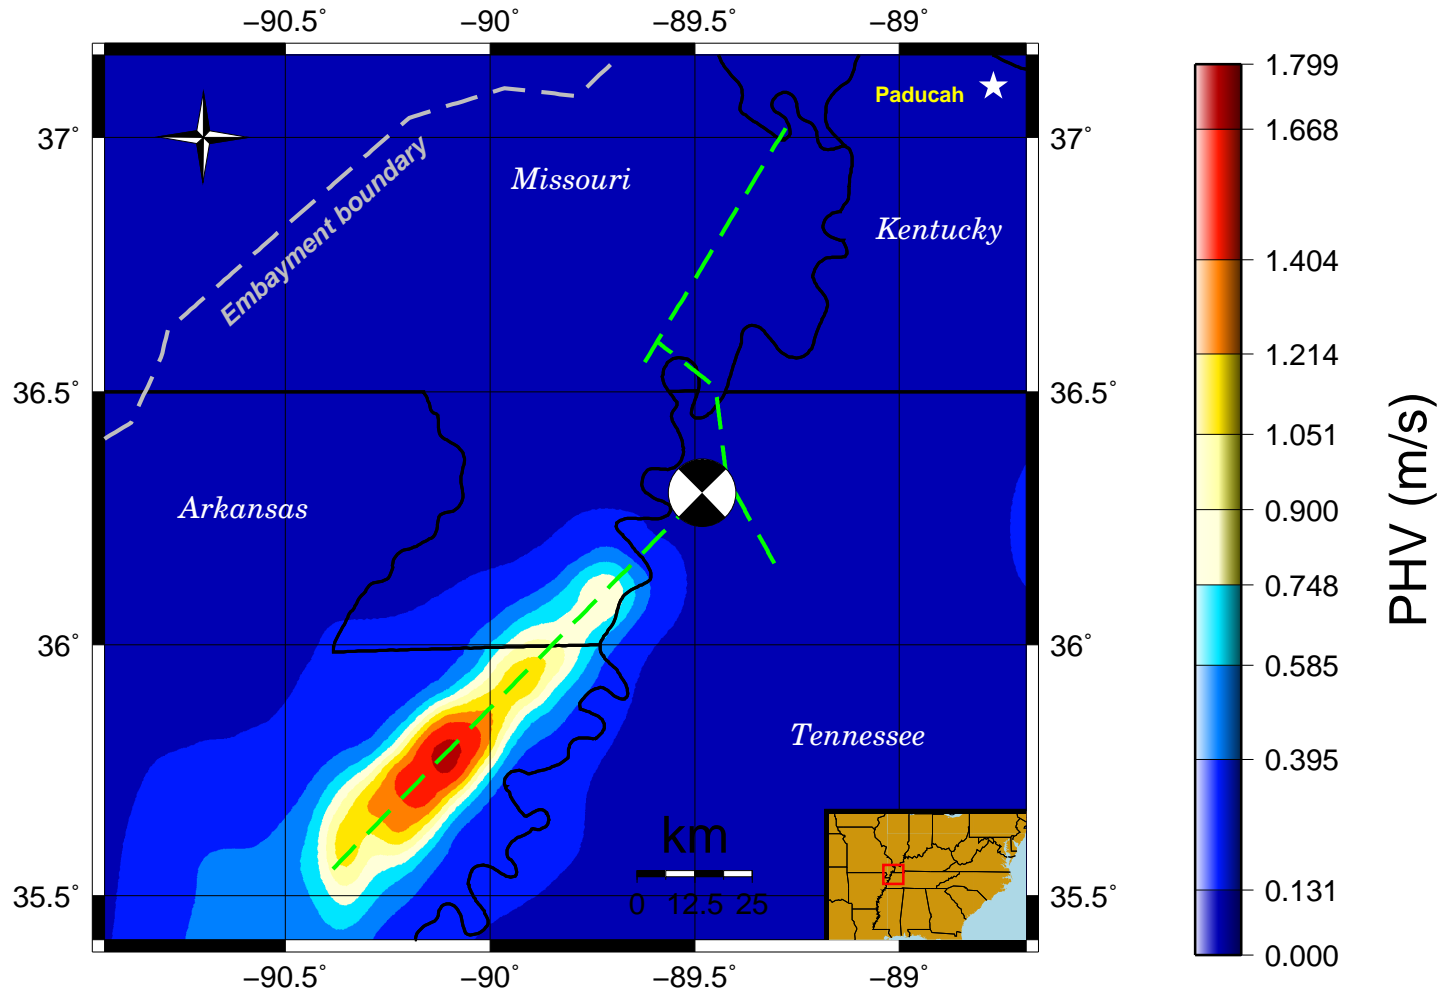 −90.5˚ −90˚ −89.5˚ −89˚
Paducah
37˚ 37˚
Embayment boundary
Missouri
Kentucky
36.5˚ 36.5˚
Arkansas
36˚ 36˚
Tennessee
km
0 12.5 25
35.5˚ 35.5˚
−90.5˚ −90˚ −89.5˚ −89˚
1.799
1.668
1.404
1.214
1.051
0.900
0.748
0.585
0.395
0.131
0.000
PHV (m/s)